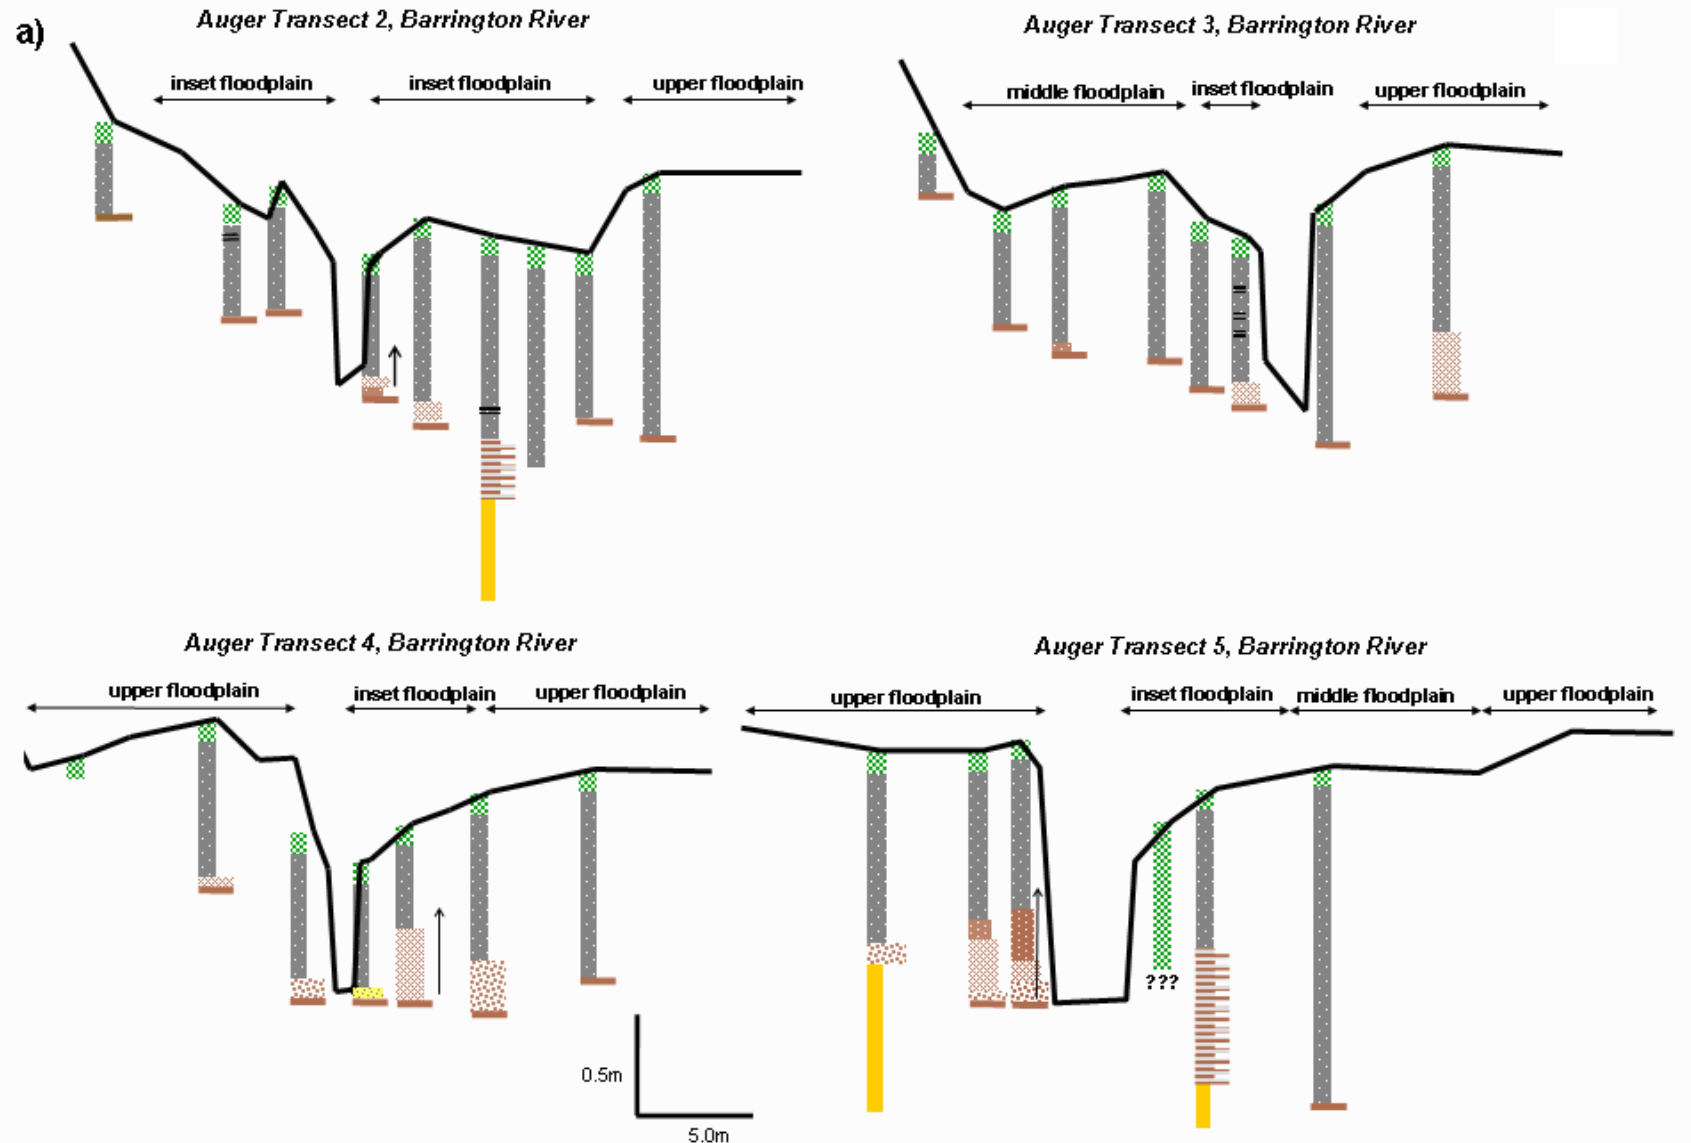 a)
Auger Transect 2, Barrington River
inset floodplain
inset floodplain
upper floodplain
Auger Transect 3, Barrington River
middle floodplain
inset floodplain
upper floodplain
Auger Transect 4, Barrington River
upper floodplain
inset floodplain
upper floodplain
Auger Transect 5, Barrington River
upper floodplain
inset floodplain
middle floodplain
upper floodplain
???
0.5m
5.0m